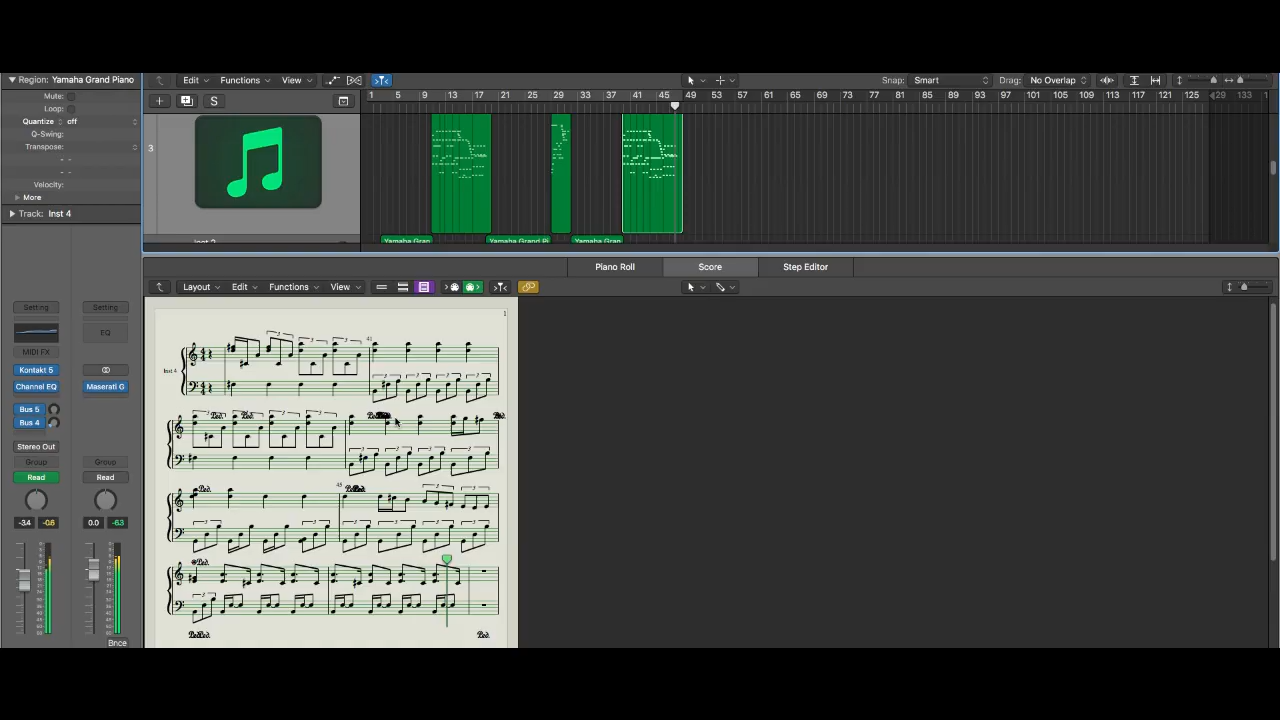 Region: Yamaha Grand Piano
Edit Functions View Snap: Smart Drag: No Overlap
Mute:
Loop:
Quantize off
Q-Swing:
Transpose:
Velocity:
More
Track: Inst 4
S
1 5 9 13 17 21 25 29 33 37 41 45 49 53 57 61 65 69 73 77 81 85 89 93 97 101 105 109 113 117 121 125 129 133
3
Yamaha Gran Yamaha Grand Pi Yamaha Gran
Piano Roll Score Step Editor
Layout Edit Functions View
Setting Setting
EQ
MIDI FX
Kontakt 5
Channel EQ Maserati G
Bus 5
Bus 4
Stereo Out
Group Group
Read Read
-3.4 -0.6 0.0 -6.3
Bnce
1
Inst 4
41
45